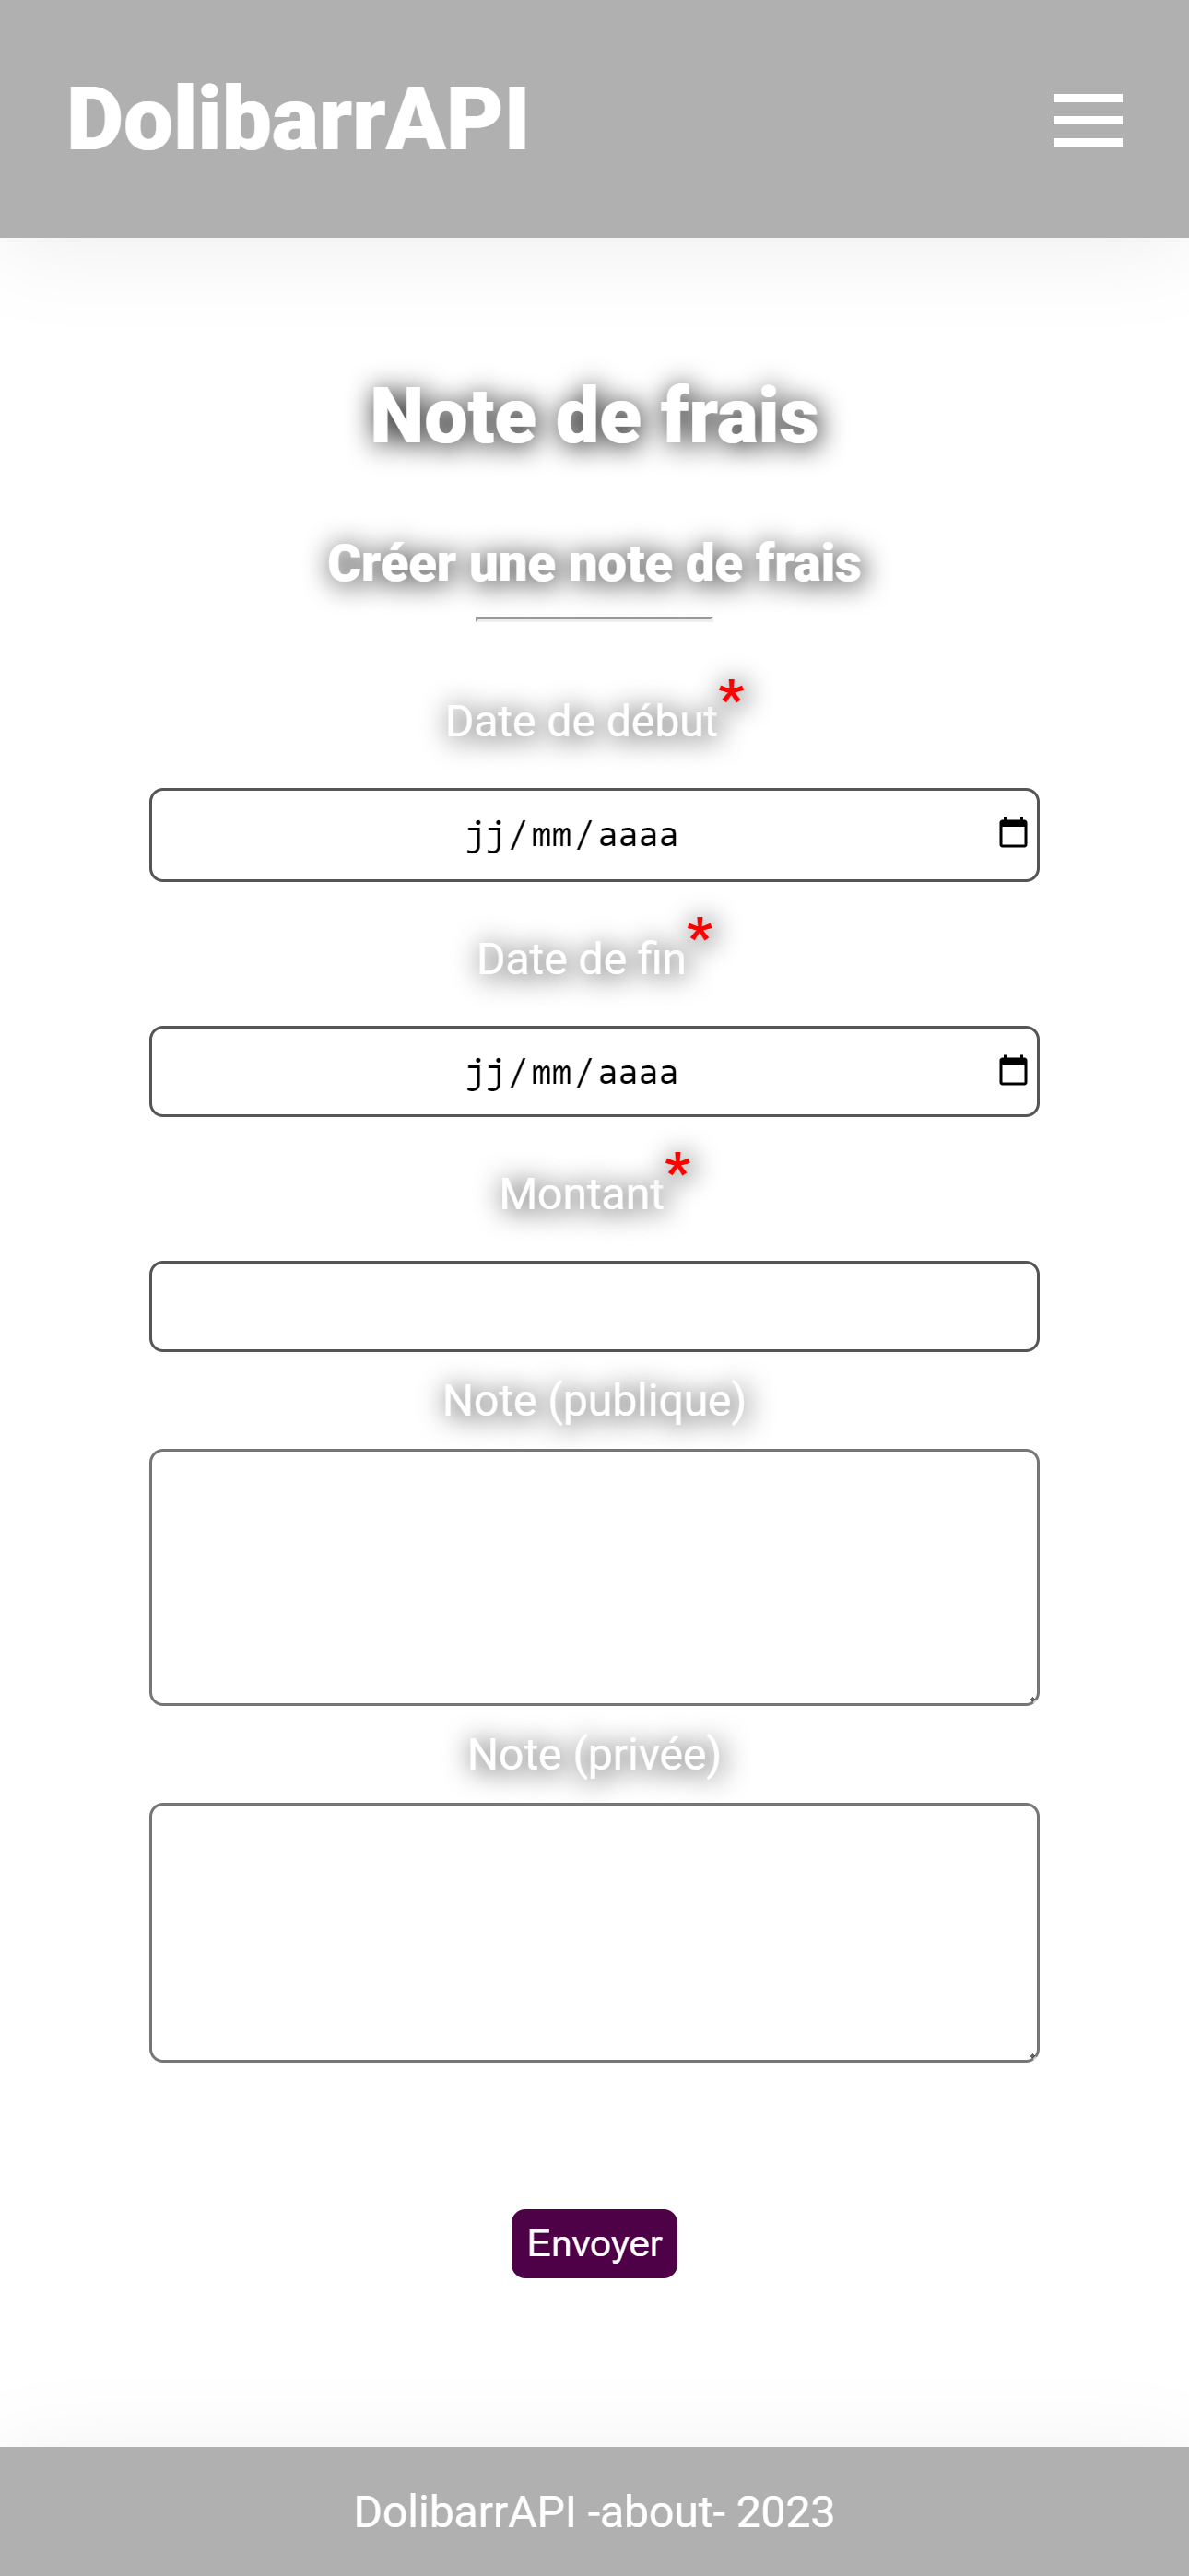 DolibarrAPI
Note de frais
Créer une note de frais
Date de début*
jj/mm/aaaa
Date de fin*
jj/mm/aaaa
Montant*
Note (publique)
Note (privée)
Envoyer
DolibarrAPI -about- 2023